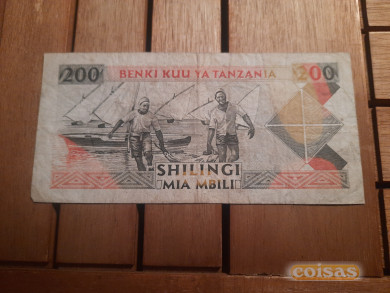 200 BENKI KUU YA TANZANIA 200
SHILINGI
MIA MBILI
coisas